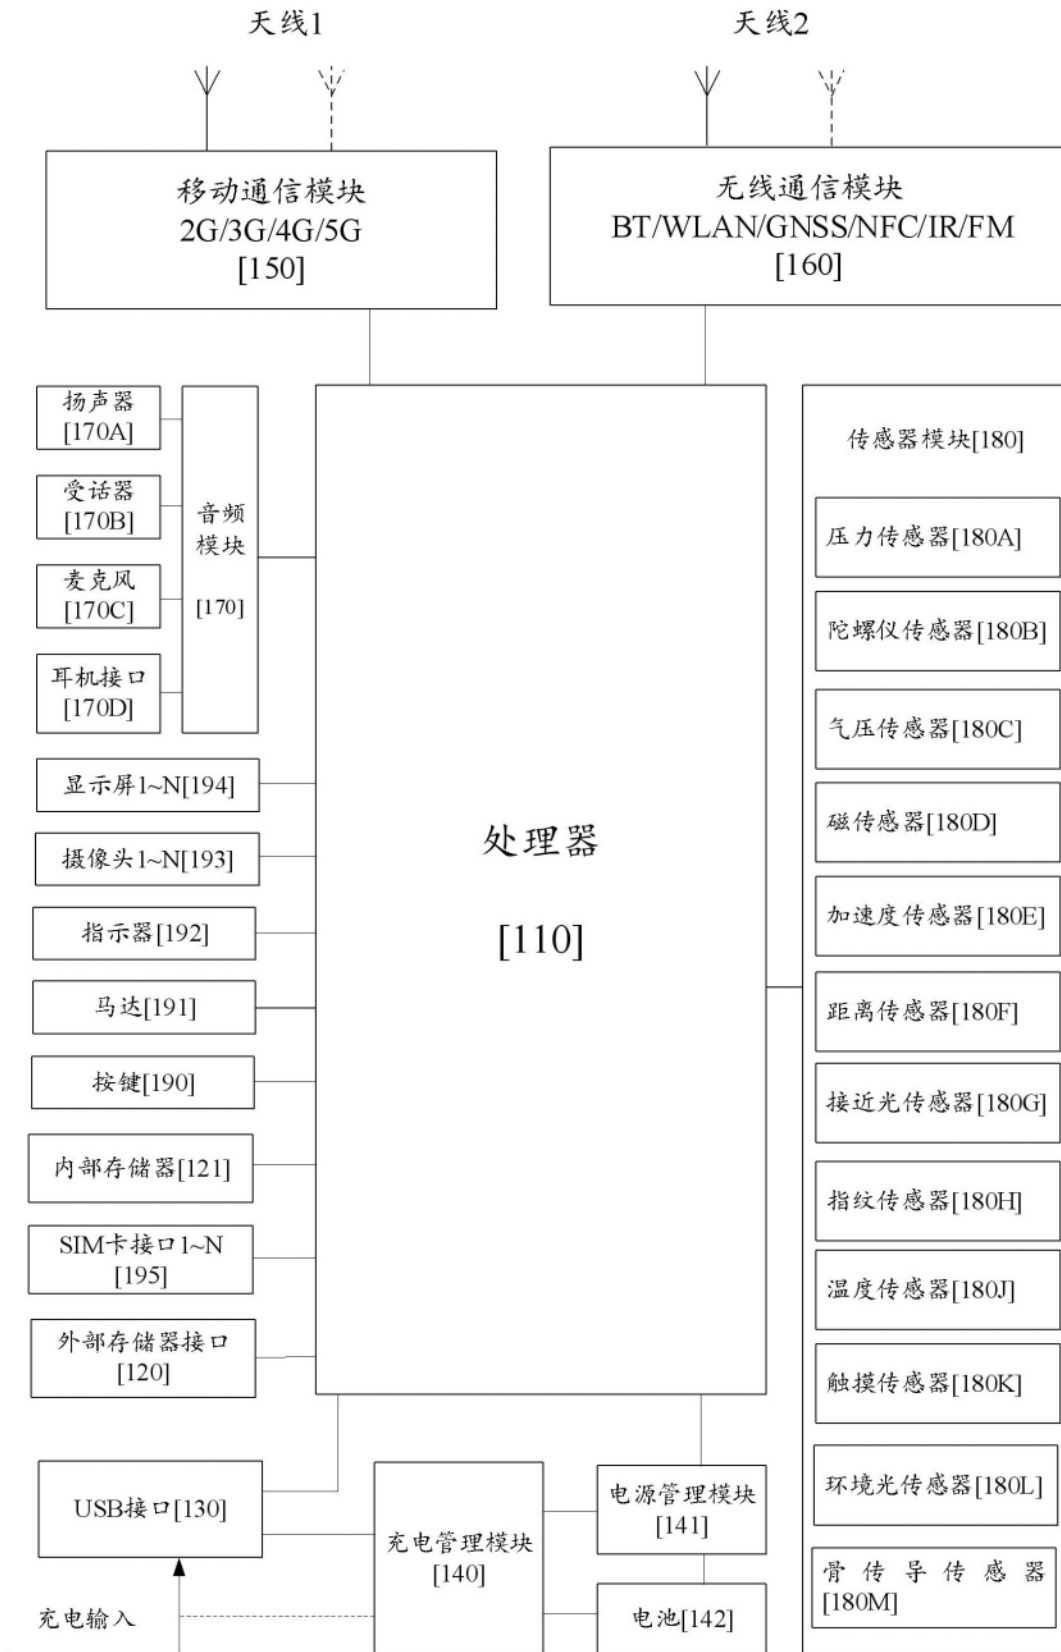 天线1
天线2
移动通信模块
2G/3G/4G/5G
[150]
无线通信模块
BT/WLAN/GNSS/NFC/IR/FM
[160]
扬声器
[170A]
受话器
[170B]
麦克风
[170C]
耳机接口
[170D]
音频
模块
[170]
显示屏1~N[194]
摄像头1~N[193]
指示器[192]
马达[191]
按键[190]
内部存储器[121]
SIM卡接口1~N
[195]
外部存储器接口
[120]
处理器
[110]
传感器模块[180]
压力传感器[180A]
陀螺仪传感器[180B]
气压传感器[180C]
磁传感器[180D]
加速度传感器[180E]
距离传感器[180F]
接近光传感器[180G]
指纹传感器[180H]
温度传感器[180J]
触摸传感器[180K]
环境光传感器[180L]
骨传导传感器
[180M]
USB接口[130]
充电管理模块
[140]
电源管理模块
[141]
电池[142]
充电输入